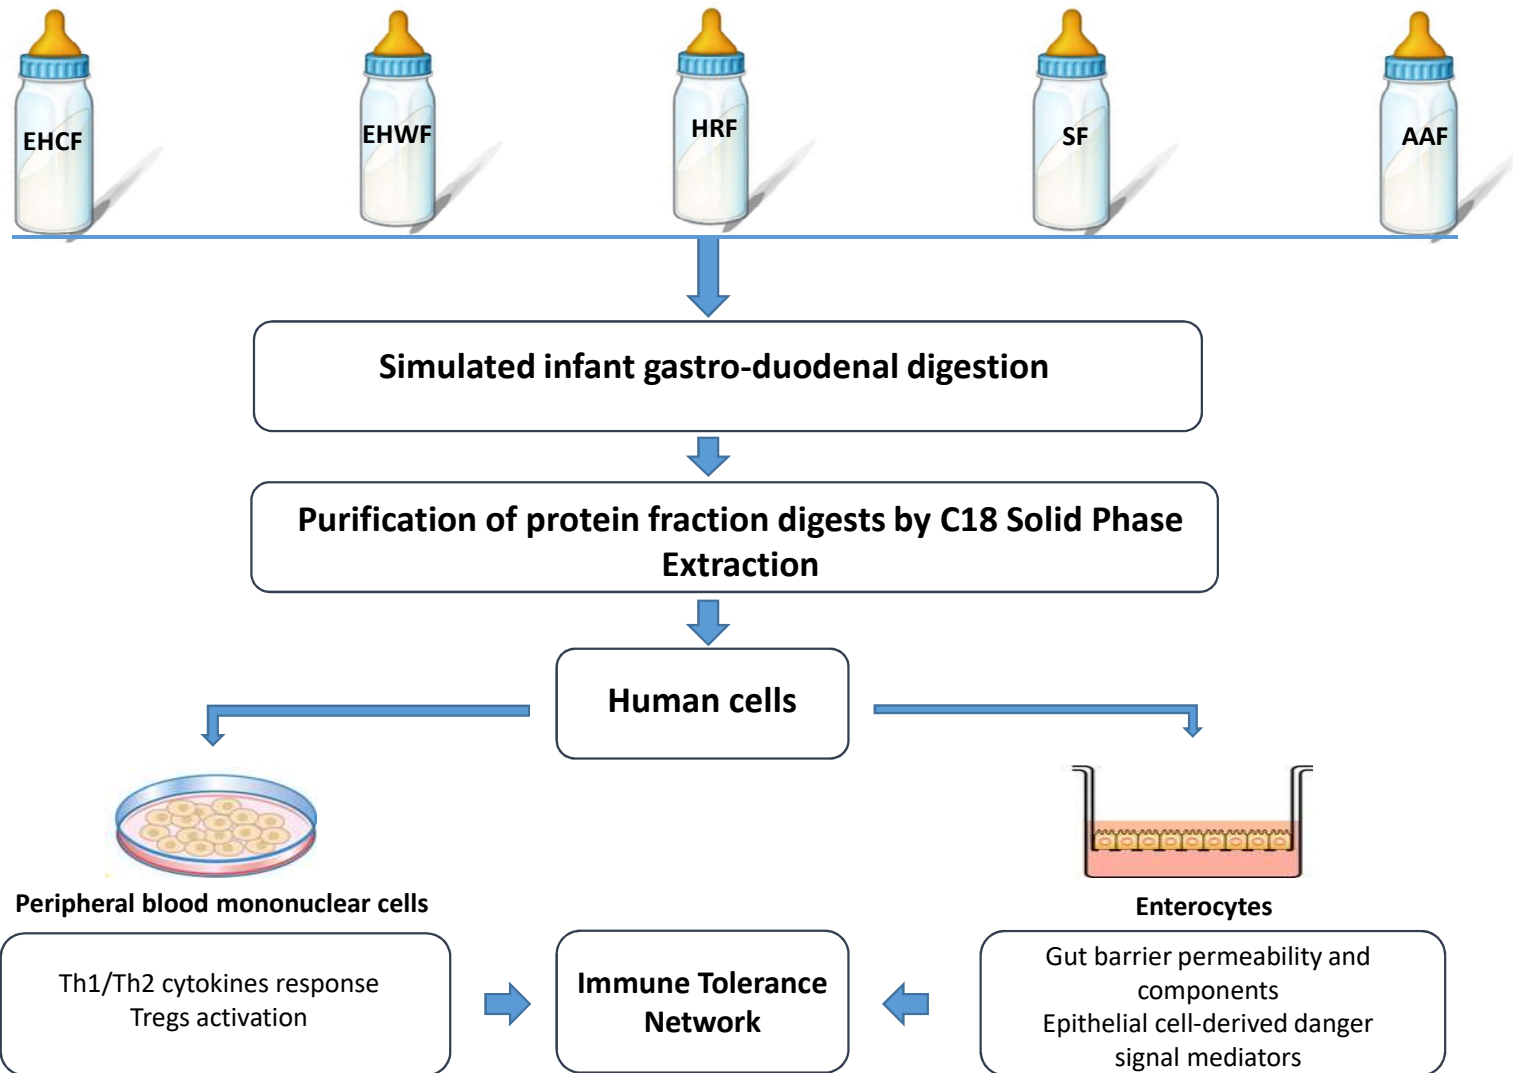 EHCF
EHWF
HRF
SF
AAF
Simulated infant gastro-duodenal digestion
Purification of protein fraction digests by C18 Solid Phase
Extraction
Human cells
Peripheral blood mononuclear cells
Th1/Th2 cytokines response
Tregs activation
Immune Tolerance
Network
Enterocytes
Gut barrier permeability and
components
Epithelial cell-derived danger
signal mediators